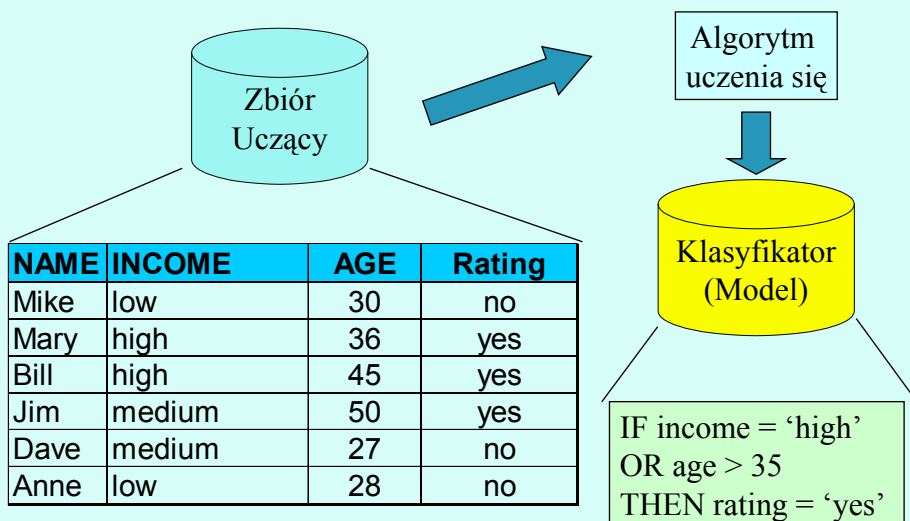 Zbiór
Uczący
Algorytm
uczenia się
Klasyfikator
(Model)
NAME INCOME AGE Rating
Mike low 30 no
Mary high 36 yes
Bill high 45 yes
Jim medium 50 yes
Dave medium 27 no
Anne low 28 no
IF income = ‘high’
OR age > 35
THEN rating = ‘yes’